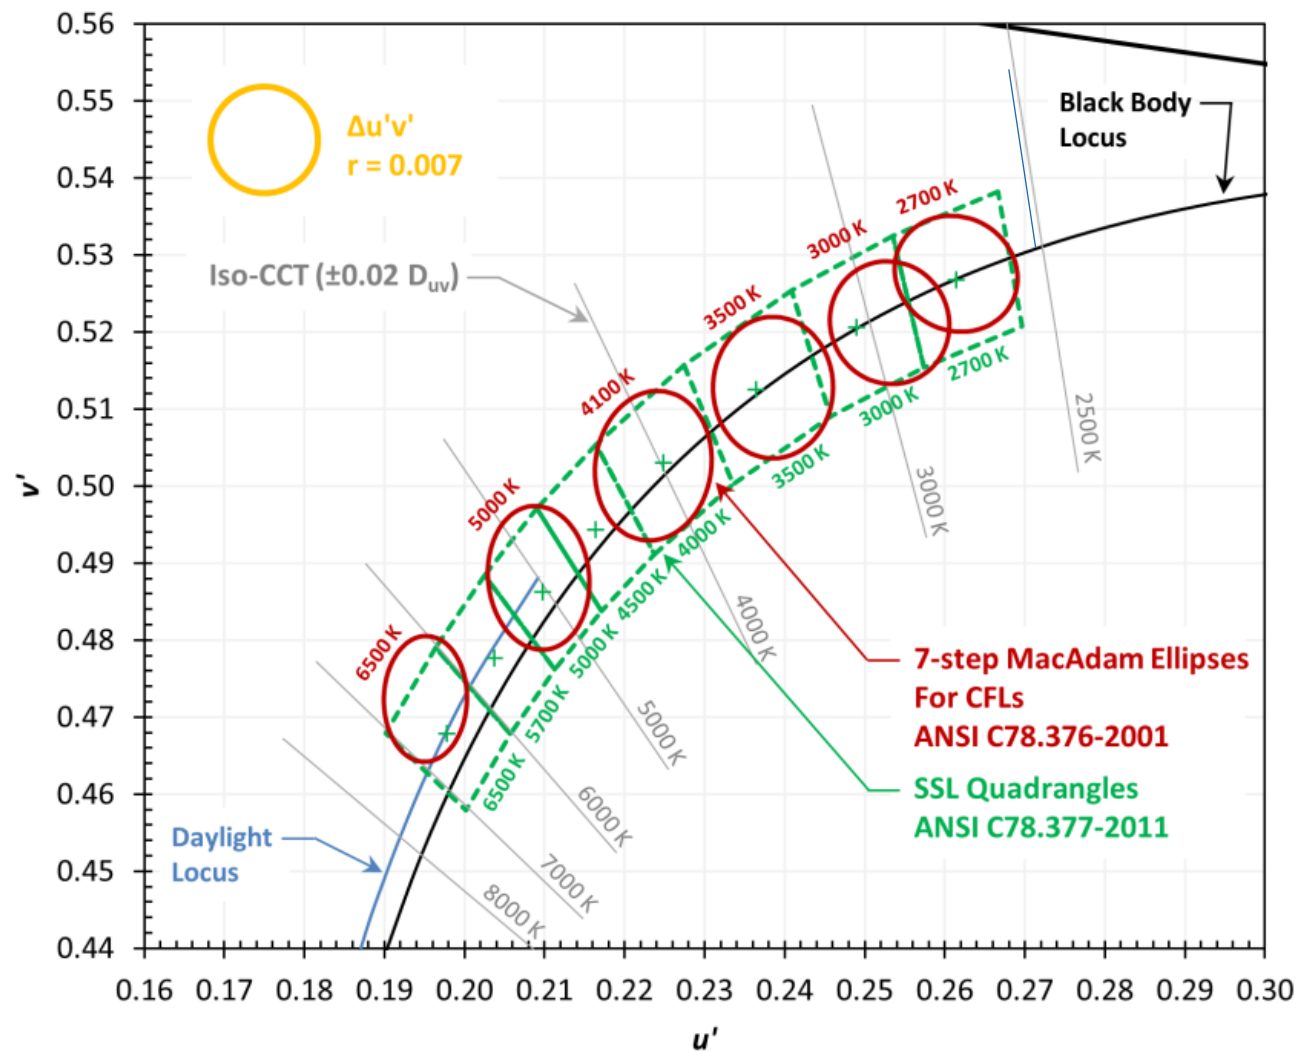 0.56
0.55
0.54
0.53
0.52
0.51
0.50
0.49
0.48
0.47
0.46
0.45
0.44
v'
Δu'v'
r = 0.007
Iso-CCT (±0.02 Duv)
Black Body
Locus
2700 K
3000 K
3500 K
4100 K
5000 K
6500 K
2700 K
3000 K
3500 K
4000 K
4500 K
5000 K
5700 K
6500 K
2500 K
3000 K
4000 K
5000 K
6000 K
7000 K
8000 K
7-step MacAdam Ellipses
For CFLs
ANSI C78.376-2001
SSL Quadrangles
ANSI C78.377-2011
Daylight
Locus
0.16 0.17 0.18 0.19 0.20 0.21 0.22 0.23 0.24 0.25 0.26 0.27 0.28 0.29 0.30
u'